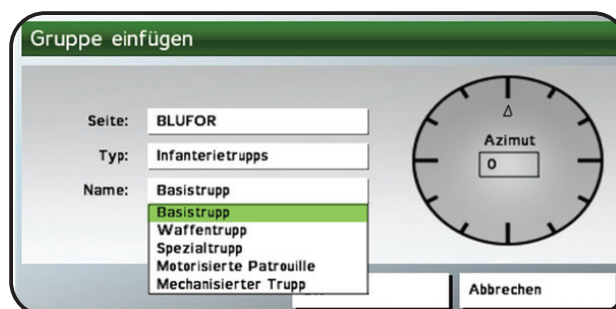 Gruppe einfügen
Seite: BLUFOR
Typ: Infanterietrupps
Name: Basistrupp
Basistrupp
Waffentrupp
Spezialtrupp
Motorisierte Patrouille
Mechanisierter Trupp
Azimut
0
Abbrechen